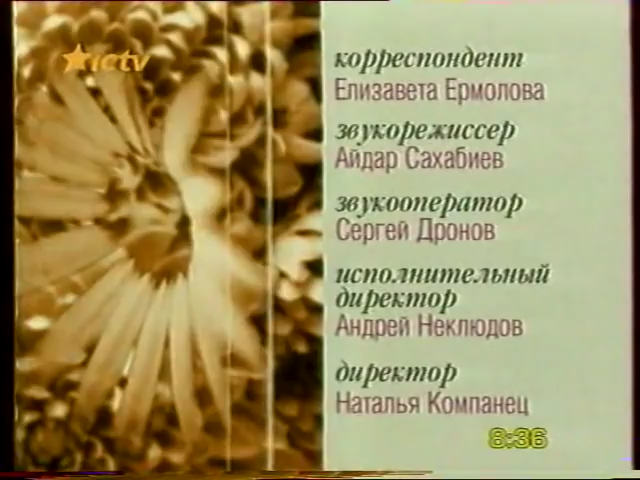 ictv
корреспондент
Елизавета Ермолова
звукорежиссер
Айдар Сахабиев
звукооператор
Сергей Дронов
исполнительный
директор
Андрей Неклюдов
директор
Наталья Компанец
8:36